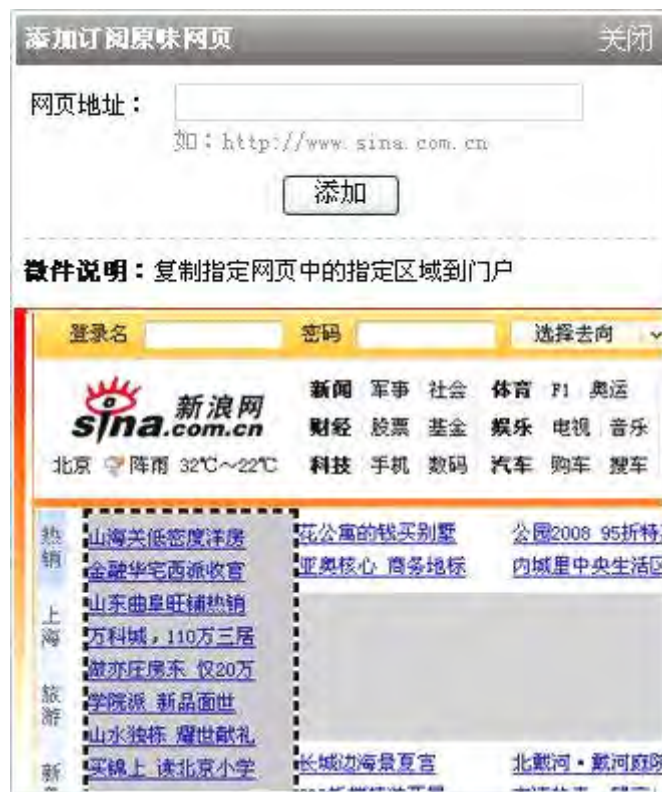 添加订阅原味网页 关闭
网页地址：
如：http://www.sina.com.cn
添加
微件说明：复制指定网页中的指定区域到门户
登录名 密码 选择去向
新浪网 新闻 军事 社会 体育 F1 奥运
sina.com.cn 财经 股票 基金 娱乐 电视 音乐
北京 阵雨 32℃～22℃ 科技 手机 数码 汽车 购车 搜车
热销 山海关低密度洋房 花公寓的钱买别墅 公园2008 95折特
金融华宅西派收官 亚奥核心 商务地标 内城里中央生活区
上海 山东曲阜旺铺热销
万科城，110万三居
做亦庄房东 仅20万
旅游 学院派 新品面世
山水独栋 耀世献礼
新 买锦上 读北京小学 长城边海景夏宫 北戴河·戴河庭院